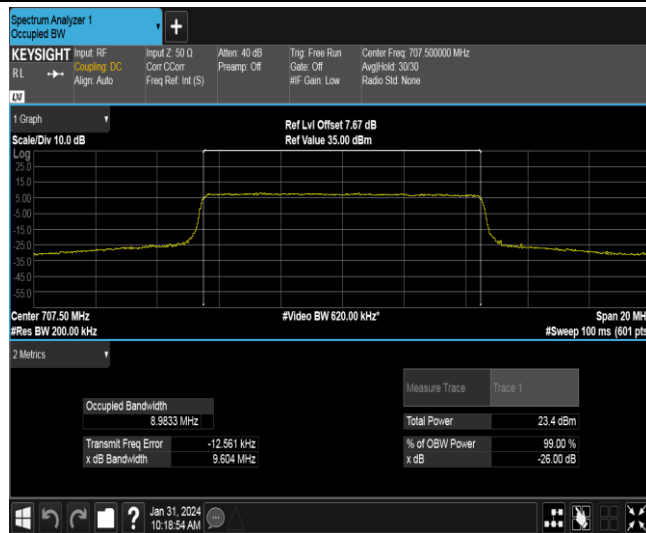 Spectrum Analyzer 1
Occupied BW
+
KEYSIGHT
RL
Input: RF
Coupling: DC
Align: Auto
Input Z: 50 Ω
Corr CCorr
Freq Ref: Int (S)
Atten: 40 dB
Preamp: Off
Trig: Free Run
Gate: Off
#IF Gain: Low
Center Freq: 707.500000 MHz
Avg|Hold: 30/30
Radio Std: None
1 Graph
Scale/Div 10.0 dB
Ref Lvl Offset 7.67 dB
Ref Value 35.00 dBm
Log
25.0
15.0
5.00
-5.00
-15.0
-25.0
-35.0
-45.0
-55.0
Center 707.50 MHz
#Video BW 620.00 kHz*
Span 20 MH
#Res BW 200.00 kHz
#Sweep 100 ms (601 pts
2 Metrics
Measure Trace Trace 1
Occupied Bandwidth
8.9833 MHz
Total Power 23.4 dBm
Transmit Freq Error -12.561 kHz
% of OBW Power 99.00 %
x dB Bandwidth 9.604 MHz
x dB -26.00 dB
?
Jan 31, 2024
10:18:54 AM